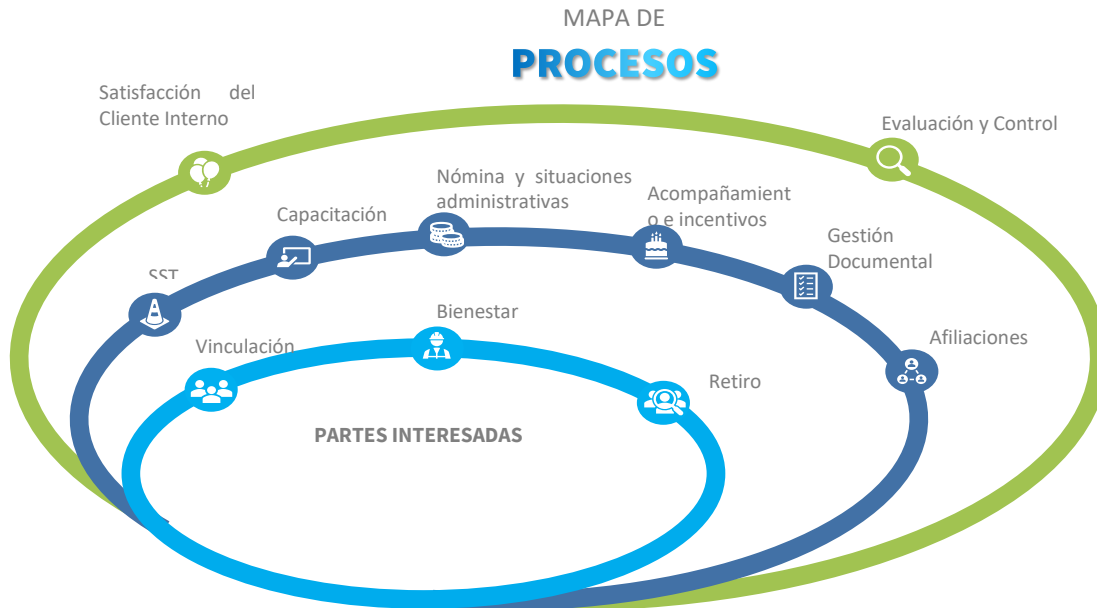 MAPA DE
PROCESOS
Satisfacción del
Cliente Interno
Evaluación y Control
Nómina y situaciones
administrativas
Acompañamient
o e incentivos
Capacitación
Gestión
Documental
SST
Bienestar
Afiliaciones
Vinculación
Retiro
PARTES INTERESADAS